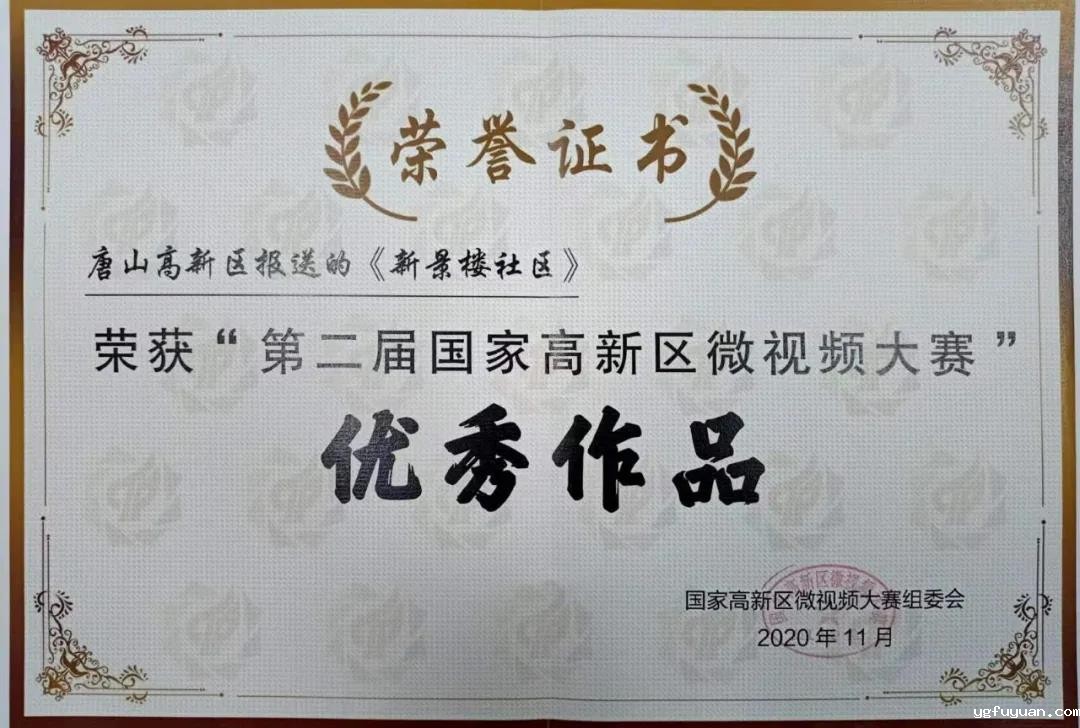 荣誉证书
唐山高新区报送的《新景楼社区》
荣获“第二届国家高新区微视频大赛”
优秀作品
国家高新区微视频大赛组委会
2020年11月
ygfuyuan.com